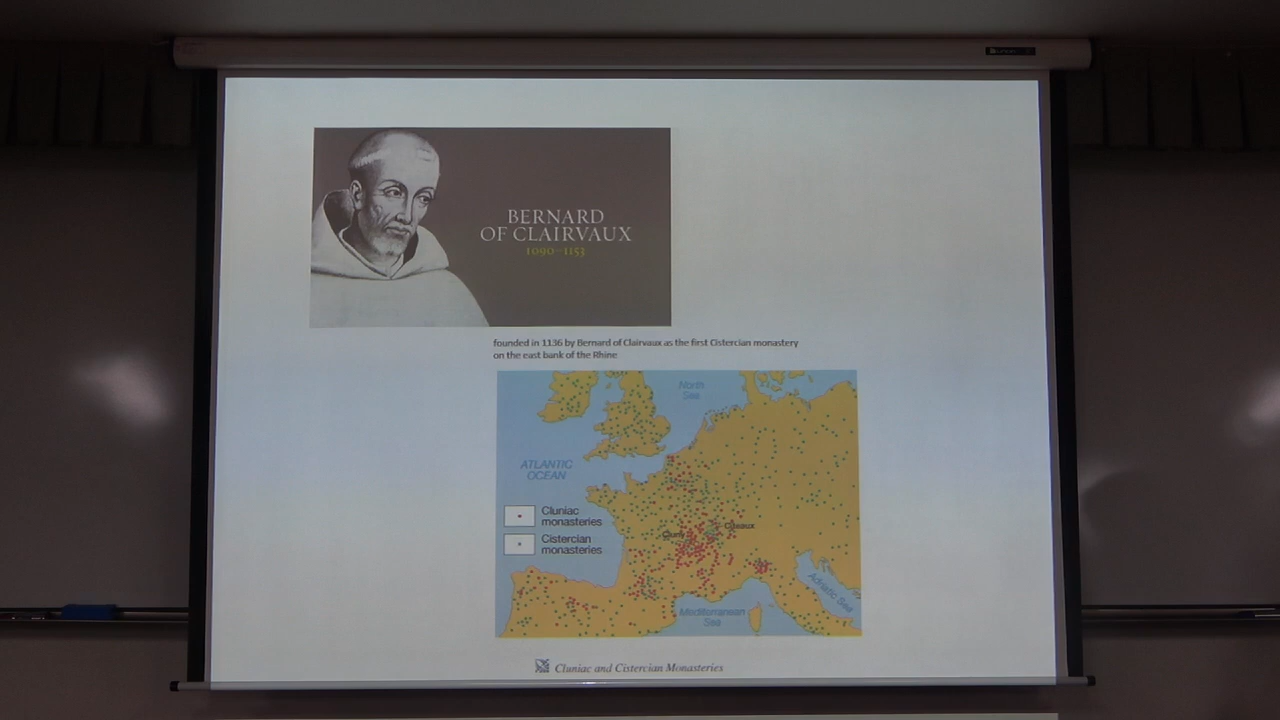 BERNARD
OF CLAIRVAUX
1090–1153
founded in 1136 by Bernard of Clairvaux as the first Cistercian monastery
on the east bank of the Rhine
North
Sea
ATLANTIC
OCEAN
Cluniac
monasteries
Cistercian
monasteries
Cluny
Cîteaux
Adriatic Sea
Mediterranean
Sea
Cluniac and Cistercian Monasteries